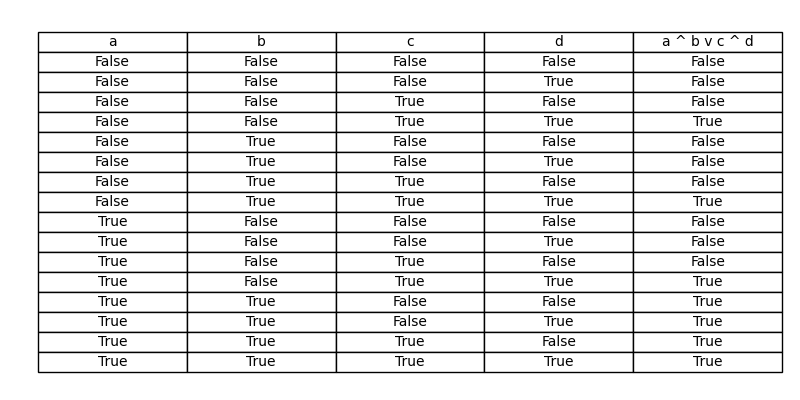 a b c d a ^ b v c ^ d
False False False False False
False False False True False
False False True False False
False False True True True
False True False False False
False True False True False
False True True False False
False True True True True
True False False False False
True False False True False
True False True False False
True False True True True
True True False False True
True True False True True
True True True False True
True True True True True